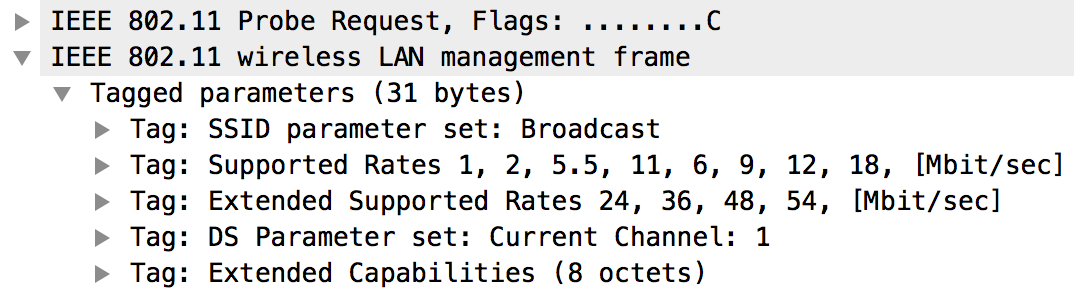 IEEE 802.11 Probe Request, Flags: ........C
IEEE 802.11 wireless LAN management frame
Tagged parameters (31 bytes)
Tag: SSID parameter set: Broadcast
Tag: Supported Rates 1, 2, 5.5, 11, 6, 9, 12, 18, [Mbit/sec]
Tag: Extended Supported Rates 24, 36, 48, 54, [Mbit/sec]
Tag: DS Parameter set: Current Channel: 1
Tag: Extended Capabilities (8 octets)